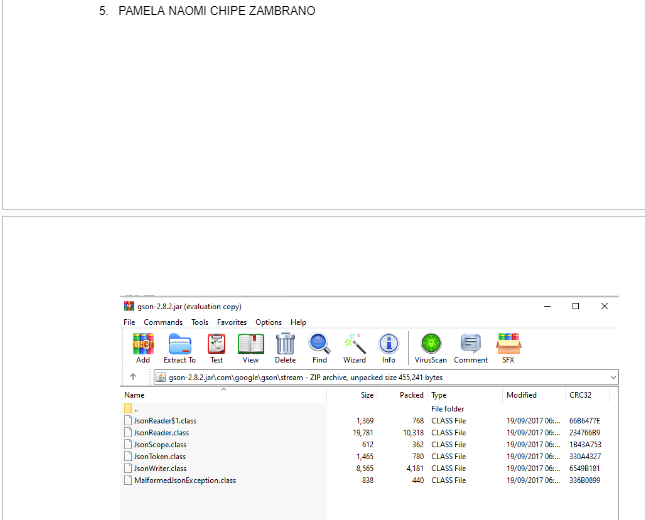 5. PAMELA NAOMI CHIPE ZAMBRANO
gson-2.8.2.jar (evaluation copy)
File Commands Tools Favorites Options Help
Add Extract To Test View Delete Find Wizard Info VirusScan Comment SFX
gson-2.8.2.jar\com\google\gson\stream - ZIP archive, unpacked size 455,241 bytes
Name Size Packed Type Modified CRC32
.. File folder
JsonReader$1.class 1,369 768 CLASS File 19/09/2017 06:... 66B6477E
JsonReader.class 19,781 10,318 CLASS File 19/09/2017 06:... 234766B9
JsonScope.class 612 362 CLASS File 19/09/2017 06:... 1B43A753
JsonToken.class 1,465 780 CLASS File 19/09/2017 06:... 330A4327
JsonWriter.class 8,565 4,181 CLASS File 19/09/2017 06:... 6549B181
MalformedJsonException.class 838 440 CLASS File 19/09/2017 06:... 336B0899